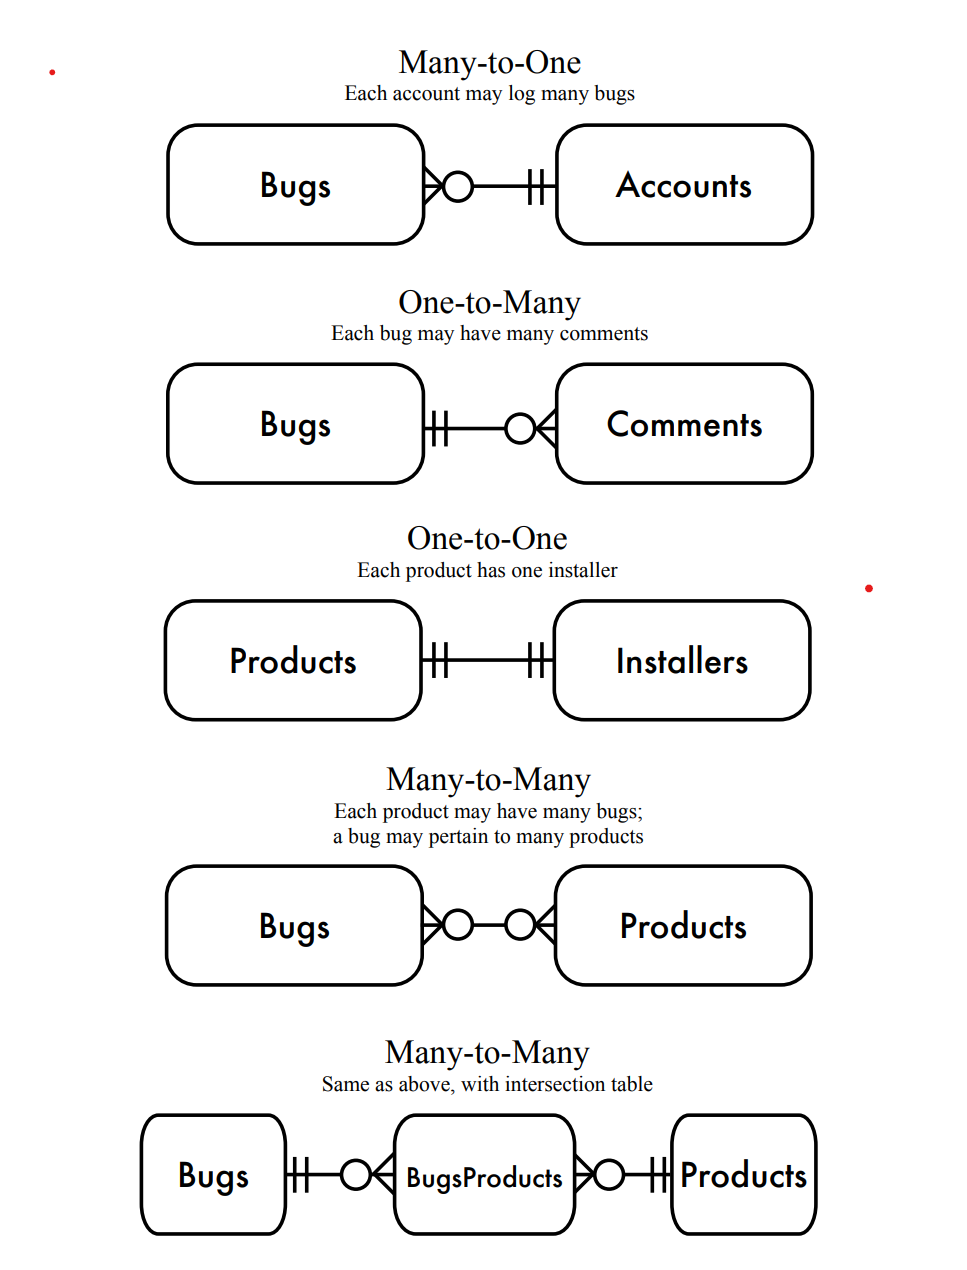 Many-to-One
Each account may log many bugs
Bugs
Accounts
One-to-Many
Each bug may have many comments
Bugs
Comments
One-to-One
Each product has one installer
Products
Installers
Many-to-Many
Each product may have many bugs;
a bug may pertain to many products
Bugs
Products
Many-to-Many
Same as above, with intersection table
Bugs
BugsProducts
Products